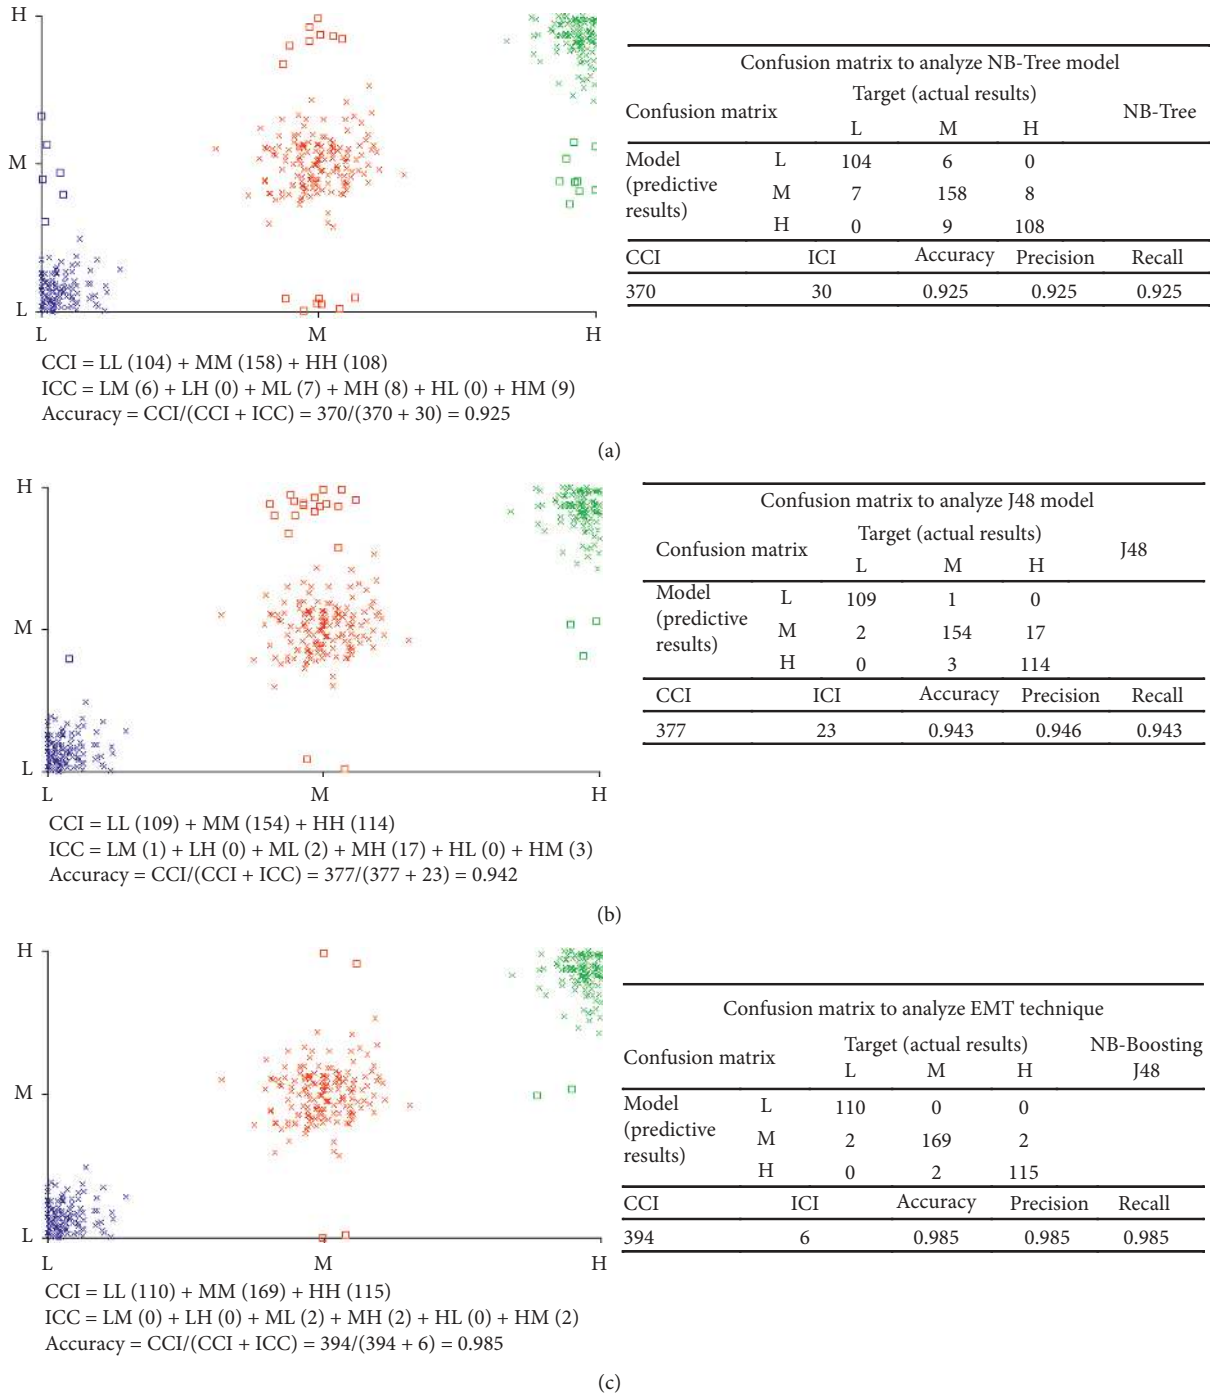 H
M
L
L M H
CCI = LL (104) + MM (158) + HH (108)
ICC = LM (6) + LH (0) + ML (7) + MH (8) + HL (0) + HM (9)
Accuracy = CCI/(CCI + ICC) = 370/(370 + 30) = 0.925
Confusion matrix to analyze NB-Tree model
Confusion matrix Target (actual results) NB-Tree
L M H
Model (predictive results) L 104 6 0
M 7 158 8
H 0 9 108
CCI ICI Accuracy Precision Recall
370 30 0.925 0.925 0.925
(a)
H
M
L
L M H
CCI = LL (109) + MM (154) + HH (114)
ICC = LM (1) + LH (0) + ML (2) + MH (17) + HL (0) + HM (3)
Accuracy = CCI/(CCI + ICC) = 377/(377 + 23) = 0.942
Confusion matrix to analyze J48 model
Confusion matrix Target (actual results) J48
L M H
Model (predictive results) L 109 1 0
M 2 154 17
H 0 3 114
CCI ICI Accuracy Precision Recall
377 23 0.943 0.946 0.943
(b)
H
M
L
L M H
CCI = LL (110) + MM (169) + HH (115)
ICC = LM (0) + LH (0) + ML (2) + MH (2) + HL (0) + HM (2)
Accuracy = CCI/(CCI + ICC) = 394/(394 + 6) = 0.985
Confusion matrix to analyze EMT technique
Confusion matrix Target (actual results) NB-Boosting
L M H J48
Model (predictive results) L 110 0 0
M 2 169 2
H 0 2 115
CCI ICI Accuracy Precision Recall
394 6 0.985 0.985 0.985
(c)